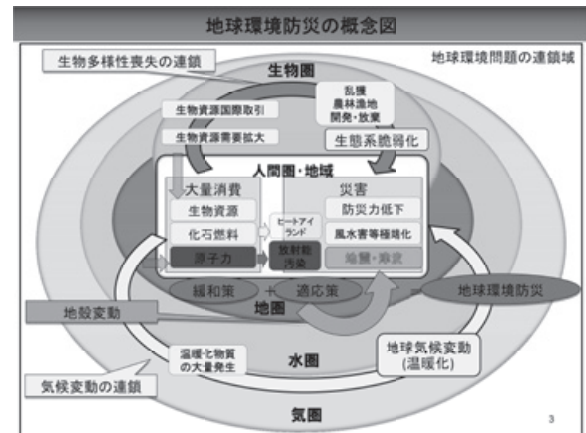 地球環境防災の概念図
生物多様性喪失の連鎖
地球環境問題の連鎖域
生物圏
生物資源国際取引
生物資源需要拡大
乱獲
農林漁地
開発・放棄
生態系脆弱化
人間圏・地域
大量消費
災害
生物資源
化石燃料
原子力
ヒートアイ
ランド
放射能
汚染
防災力低下
風水害等極端化
地震・津波
緩和策
+
適応策
=
地球環境防災
地殻変動
地圏
温暖化物質
の大量発生
水圏
地球気候変動
(温暖化)
気候変動の連鎖
気圏
3